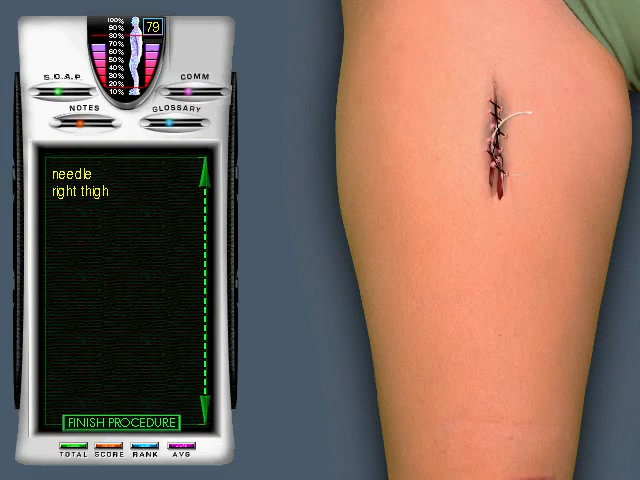 100%
90%
80%
70%
60%
50%
40%
30%
20%
10%
79
S.O.A.P.
COMM
NOTES
GLOSSARY
needle
right thigh
FINISH PROCEDURE
TOTAL SCORE RANK AVG